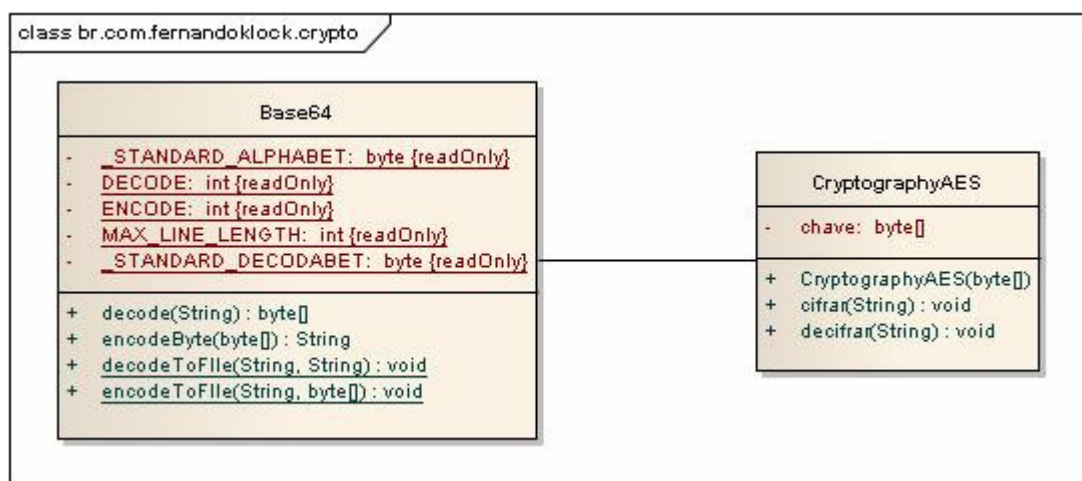 class br.com.fernandoklock.crypto
Base64
- _STANDARD_ALPHABET: byte {readOnly}
- DECODE: int {readOnly}
- ENCODE: int {readOnly}
- MAX_LINE_LENGTH: int {readOnly}
- _STANDARD_DECODABET: byte {readOnly}
+ decode(String) : byte[]
+ encodeByte(byte[]) : String
+ decodeToFIle(String, String) : void
+ encodeToFIle(String, byte[]) : void
CryptographyAES
- chave: byte[]
+ CryptographyAES(byte[])
+ cifrar(String) : void
+ decifrar(String) : void